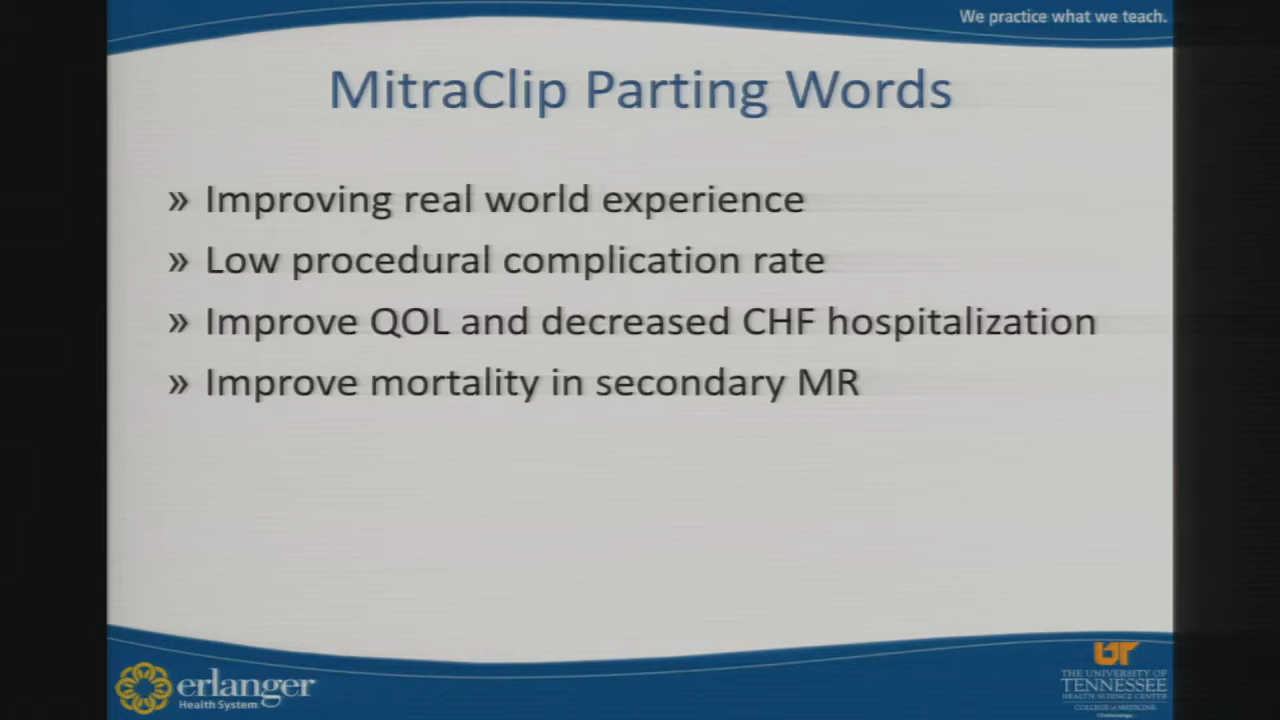 We practice what we teach.
MitraClip Parting Words
» Improving real world experience
» Low procedural complication rate
» Improve QOL and decreased CHF hospitalization
» Improve mortality in secondary MR
erlanger
Health System
UT
THE UNIVERSITY OF
TENNESSEE
HEALTH SCIENCE CENTER
COLLEGE of MEDICINE
Chattanooga